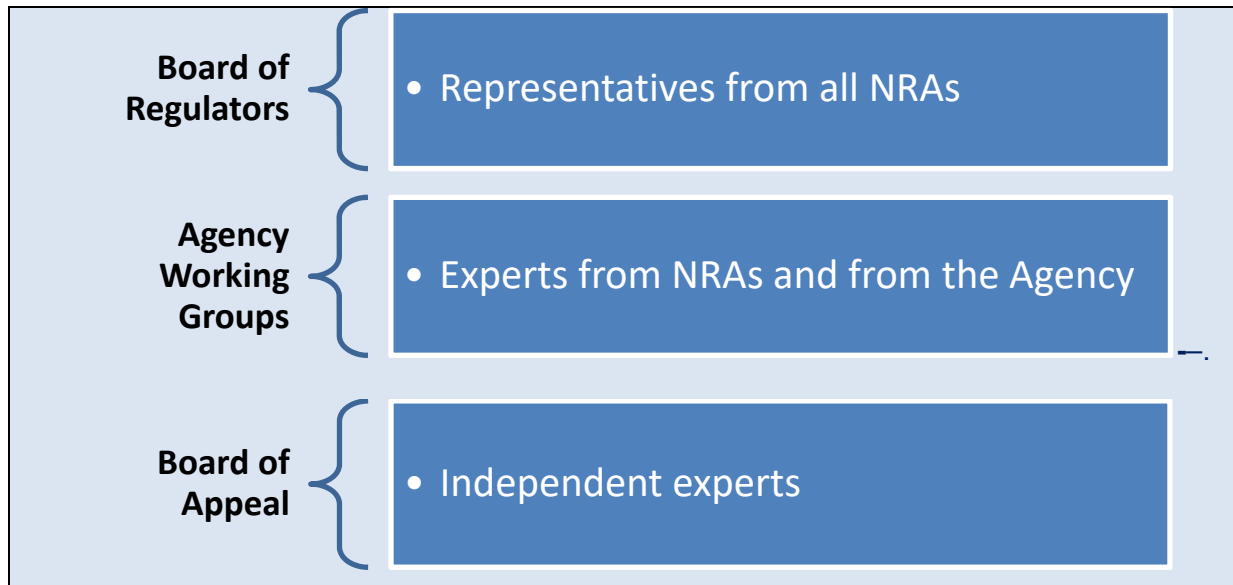 Board of
Regulators
• Representatives from all NRAs
Agency
Working
Groups
• Experts from NRAs and from the Agency
Board of
Appeal
• Independent experts